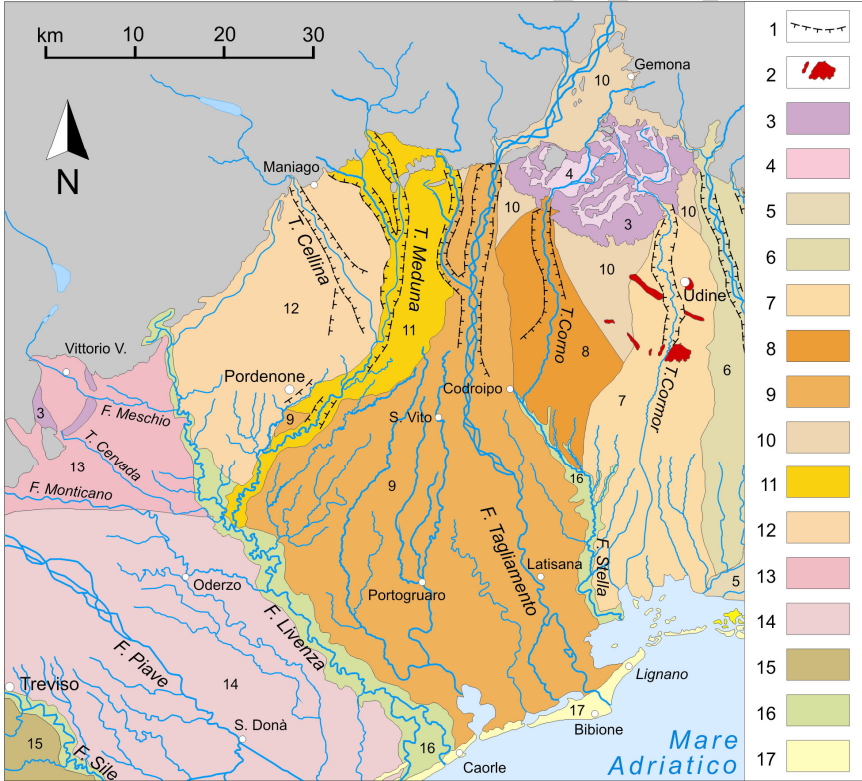 km 10 20 30
N
Gemona
10
Maniago
4
10
3
10
T. Cellina
T. Meduna
10
Udine
12
T.Corno
11
Vittorio V.
8
6
Pordenone
Codroipo
7
T.Cormor
3
F. Meschio
9
S. Vito
T. Cervada
13
F. Monticano
9
16
F. Tagliamento
F.Stella
Oderzo
Latisana
5
Portogruaro
F. Livenza
F. Piave
Treviso
14
Lignano
S. Donà
17
Bibione
15
F. Sile
16
Caorle
Mare
Adriatico
1
2
3
4
5
6
7
8
9
10
11
12
13
14
15
16
17